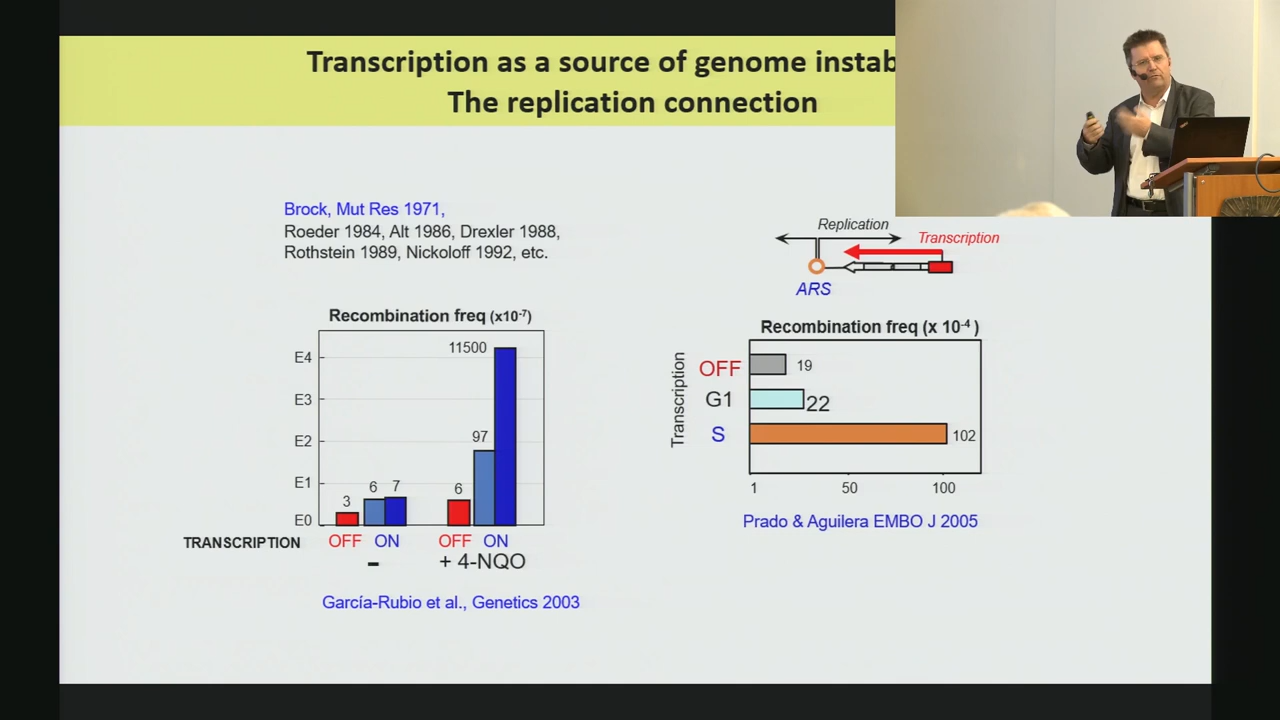 Transcription as a source of genome instab
The replication connection
Brock, Mut Res 1971,
Roeder 1984, Alt 1986, Drexler 1988,
Rothstein 1989, Nickoloff 1992, etc.
Replication
Transcription
ARS
Recombination freq (x10-7)
11500
E4
E3
E2
97
E1
3
6
7
6
E0
TRANSCRIPTION
OFF
ON
OFF
ON
-
+ 4-NQO
García-Rubio et al., Genetics 2003
Recombination freq (x 10-4)
Transcription
OFF
19
G1
22
S
102
1
50
100
Prado & Aguilera EMBO J 2005